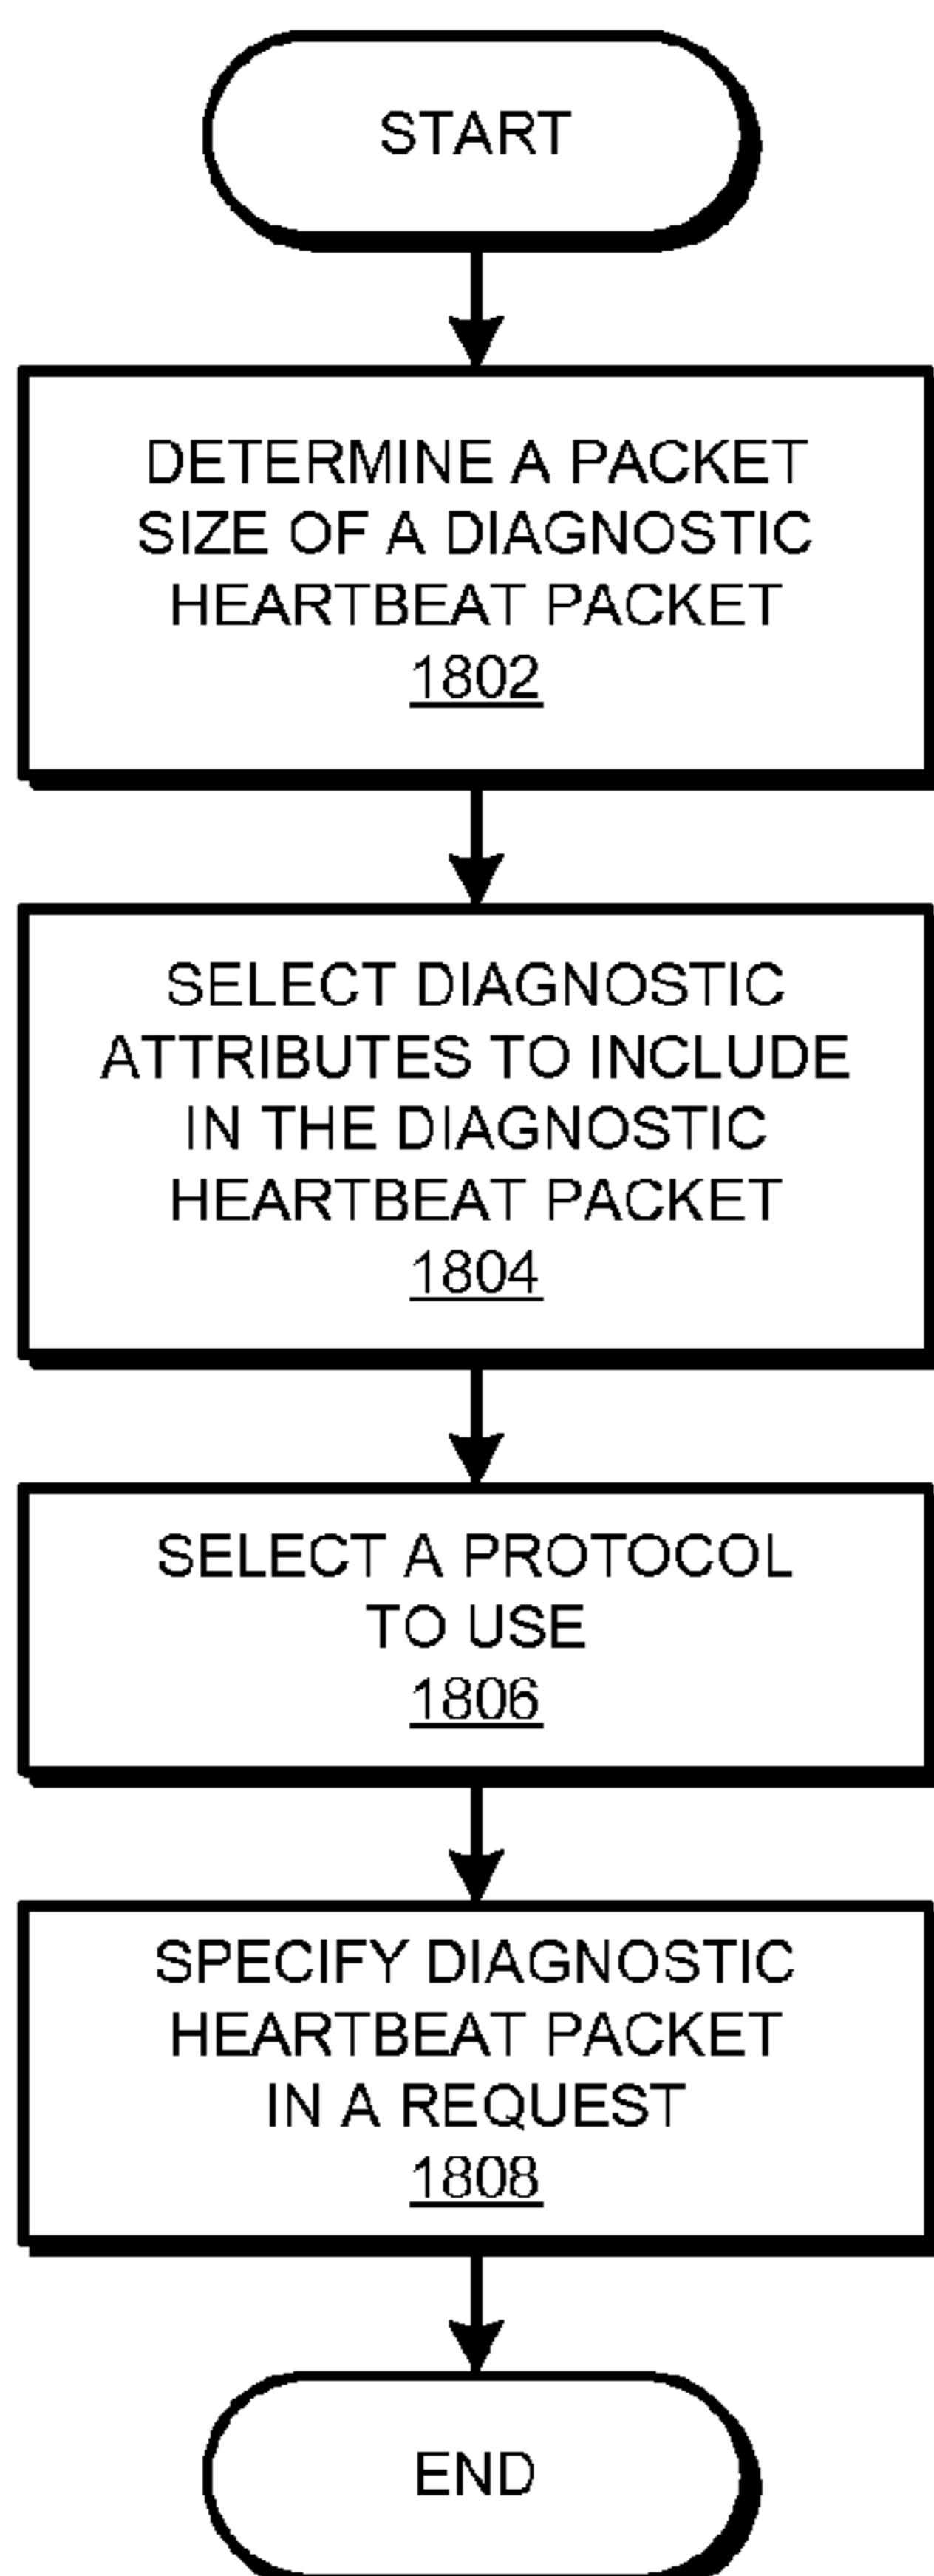 START
DETERMINE A PACKET
SIZE OF A DIAGNOSTIC
HEARTBEAT PACKET
1802
SELECT DIAGNOSTIC
ATTRIBUTES TO INCLUDE
IN THE DIAGNOSTIC
HEARTBEAT PACKET
1804
SELECT A PROTOCOL
TO USE
1806
SPECIFY DIAGNOSTIC
HEARTBEAT PACKET
IN A REQUEST
1808
END